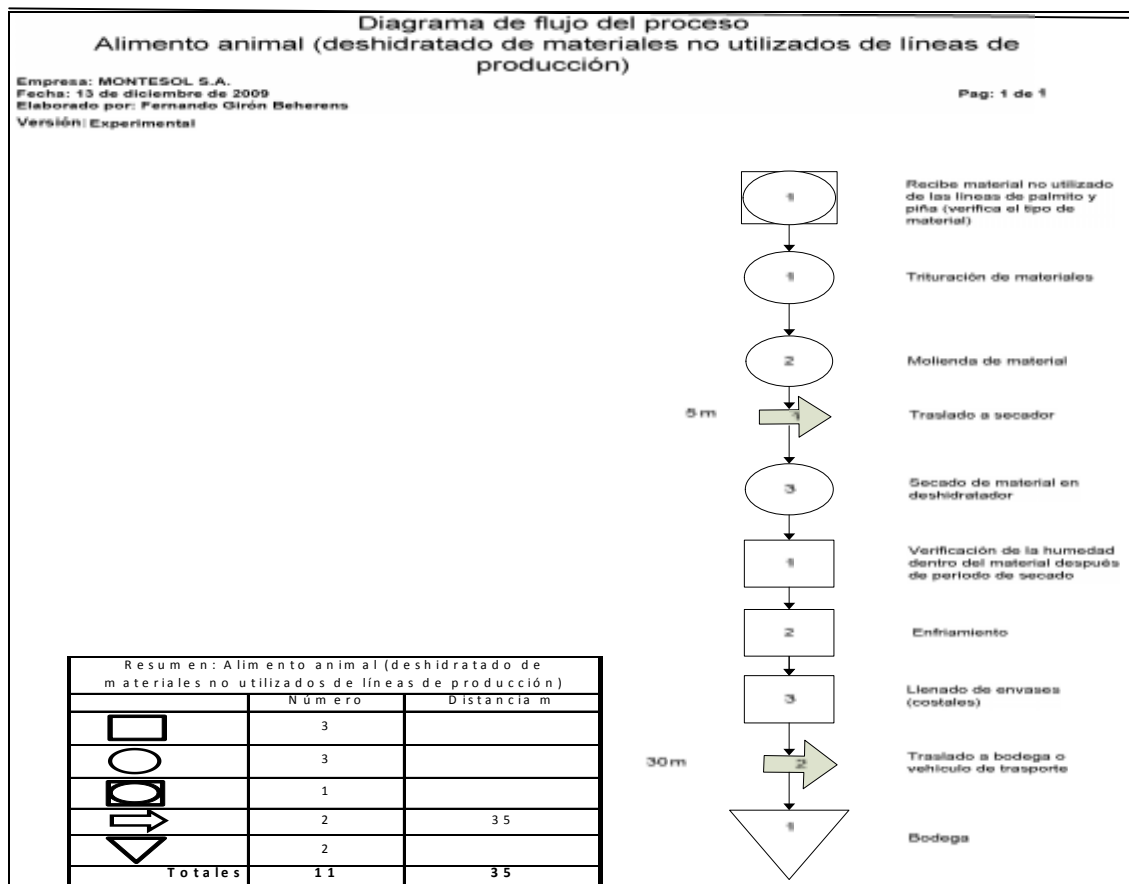 Diagrama de flujo del proceso
Alimento animal (deshidratado de materiales no utilizados de líneas de
producción)
Empresa: MONTESOL S.A.
Fecha: 13 de diciembre de 2009
Elaborado por: Fernando Girón Beherens
Versión: Experimental
Pag: 1 de 1
1
Recibe material no utilizado
de las líneas de palmito y
piña (verifica el tipo de
material)
1
Trituración de materiales
2
Molienda de material
5 m
1
Traslado a secador
3
Secado de material en
deshidratador
1
Verificación de la humedad
dentro del material después
de periodo de secado
2
Enfriamiento
3
Llenado de envases
(costales)
30 m
2
Traslado a bodega o
vehiculo de trasporte
1
Bodega
Resumen: Alimento animal (deshidratado de
materiales no utilizados de líneas de producción)
Número Distancia m
3
3
1
2 35
2
Totales 11 35